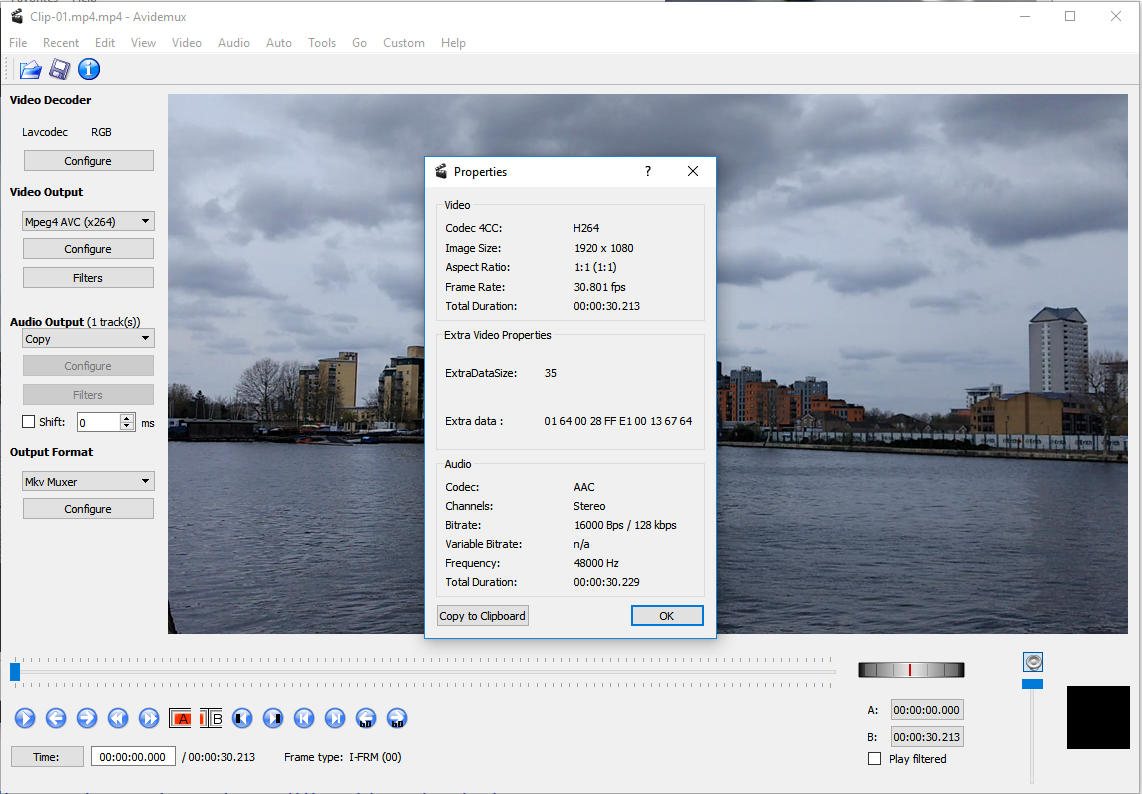 Clip-01.mp4.mp4 - Avidemux
File Recent Edit View Video Audio Auto Tools Go Custom Help
Video Decoder
Lavcodec RGB
Configure
Video Output
Mpeg4 AVC (x264)
Configure
Filters
Audio Output (1 track(s))
Copy
Configure
Filters
Shift: 0 ms
Output Format
Mkv Muxer
Configure
Properties ?
Video
Codec 4CC: H264
Image Size: 1920 x 1080
Aspect Ratio: 1:1 (1:1)
Frame Rate: 30.801 fps
Total Duration: 00:00:30.213
Extra Video Properties
ExtraDataSize: 35
Extra data : 01 64 00 28 FF E1 00 13 67 64
Audio
Codec: AAC
Channels: Stereo
Bitrate: 16000 Bps / 128 kbps
Variable Bitrate: n/a
Frequency: 48000 Hz
Total Duration: 00:00:30.229
Copy to Clipboard OK
A B 60 60
A: 00:00:00.000
B: 00:00:30.213
Time: 00:00:00.000 / 00:00:30.213 Frame type: I-FRM (00)
Play filtered